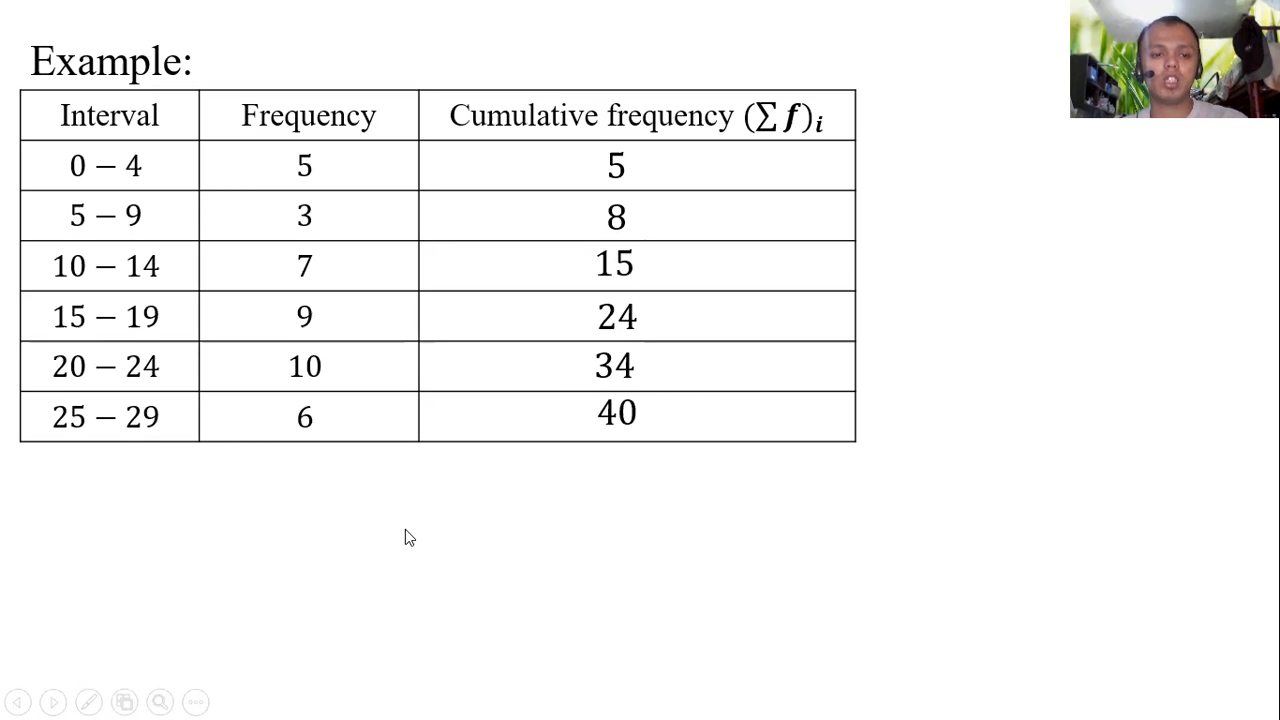 Example:
Interval Frequency Cumulative frequency (∑ f)ᵢ
0 − 4 5 5
5 − 9 3 8
10 − 14 7 15
15 − 19 9 24
20 − 24 10 34
25 − 29 6 40